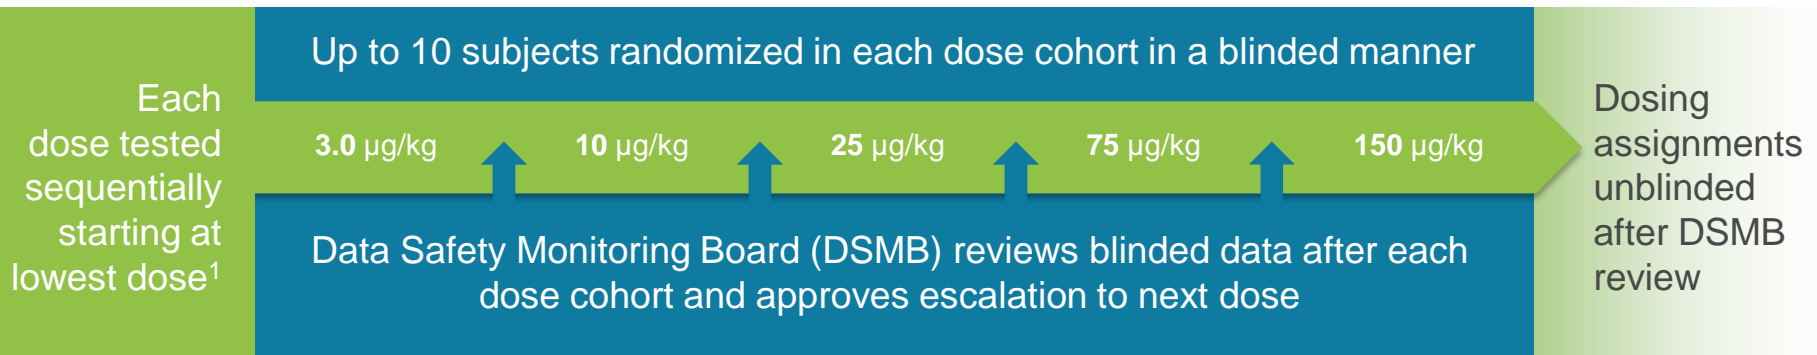 Each
dose tested
sequentially
starting at
lowest dose¹
Up to 10 subjects randomized in each dose cohort in a blinded manner
3.0 µg/kg
10 µg/kg
25 µg/kg
75 µg/kg
150 µg/kg
Data Safety Monitoring Board (DSMB) reviews blinded data after each
dose cohort and approves escalation to next dose
Dosing
assignments
unblinded
after DSMB
review